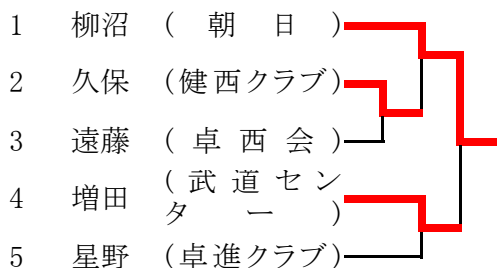 1 柳沼 (朝日)
2 久保 (健西クラブ)
3 遠藤 (卓西会)
4 増田 (武道センター)
5 星野 (卓進クラブ)